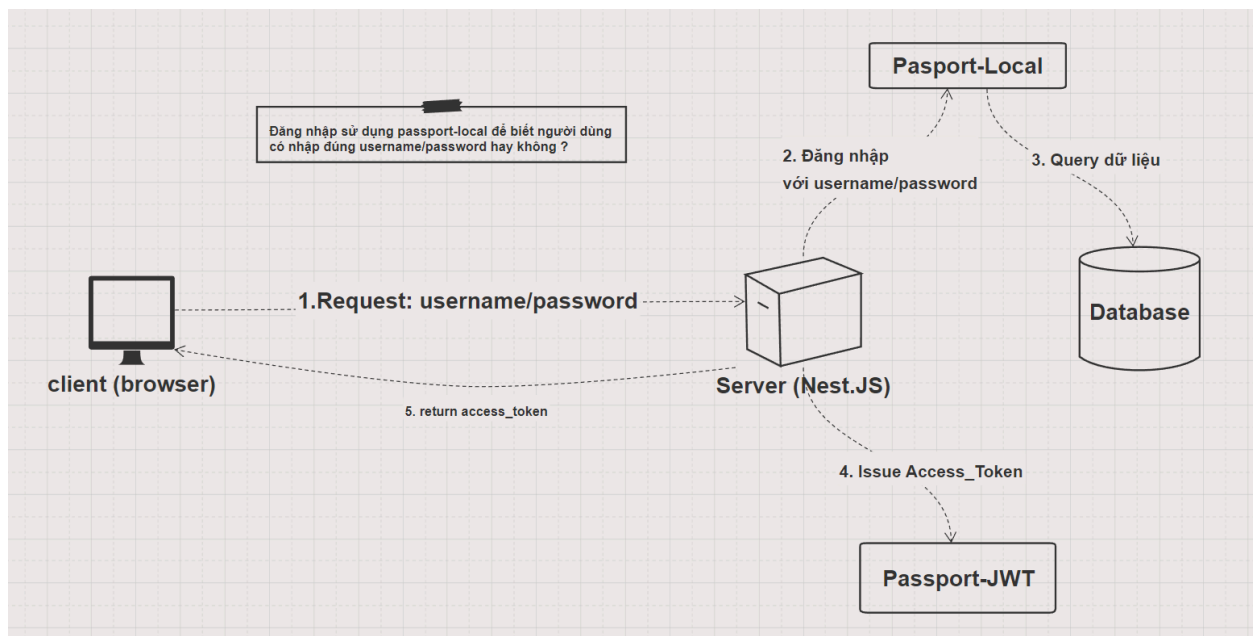 Pasport-Local
Đăng nhập sử dụng passport-local để biết người dùng
có nhập đúng username/password hay không ?
2. Đăng nhập
với username/password
3. Query dữ liệu
1.Request: username/password
Database
client (browser)
Server (Nest.JS)
5. return access_token
4. Issue Access_Token
Passport-JWT